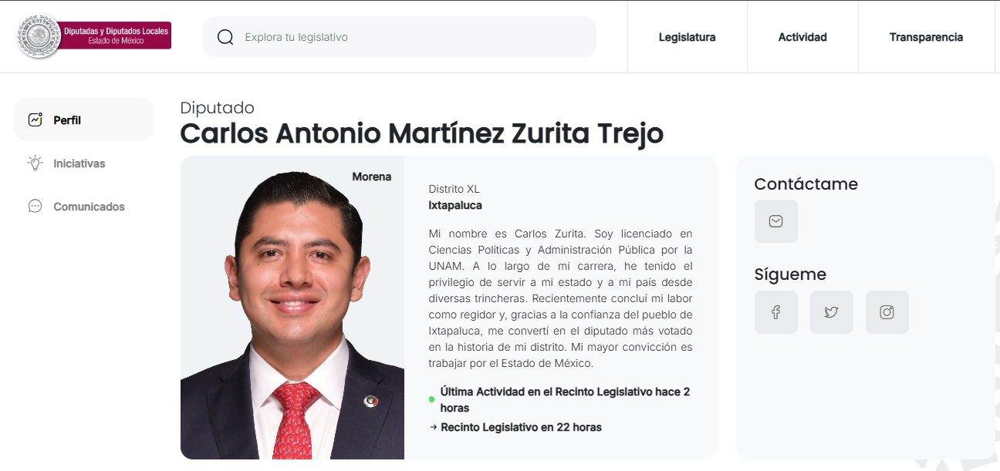 Diputadas y Diputados Locales
Estado de México
Explora tu legislativo
Legislatura
Actividad
Transparencia
Perfil
Iniciativas
Comunicados
Diputado
Carlos Antonio Martínez Zurita Trejo
Morena
Distrito XL
Ixtapaluca
Mi nombre es Carlos Zurita. Soy licenciado en
Ciencias Políticas y Administración Pública por la
UNAM. A lo largo de mi carrera, he tenido el
privilegio de servir a mi estado y a mi país desde
diversas trincheras. Recientemente concluí mi labor
como regidor y, gracias a la confianza del pueblo de
Ixtapaluca, me convertí en el diputado más votado
en la historia de mi distrito. Mi mayor convicción es
trabajar por el Estado de México.
Última Actividad en el Recinto Legislativo hace 2
horas
→ Recinto Legislativo en 22 horas
Contáctame
Sígueme